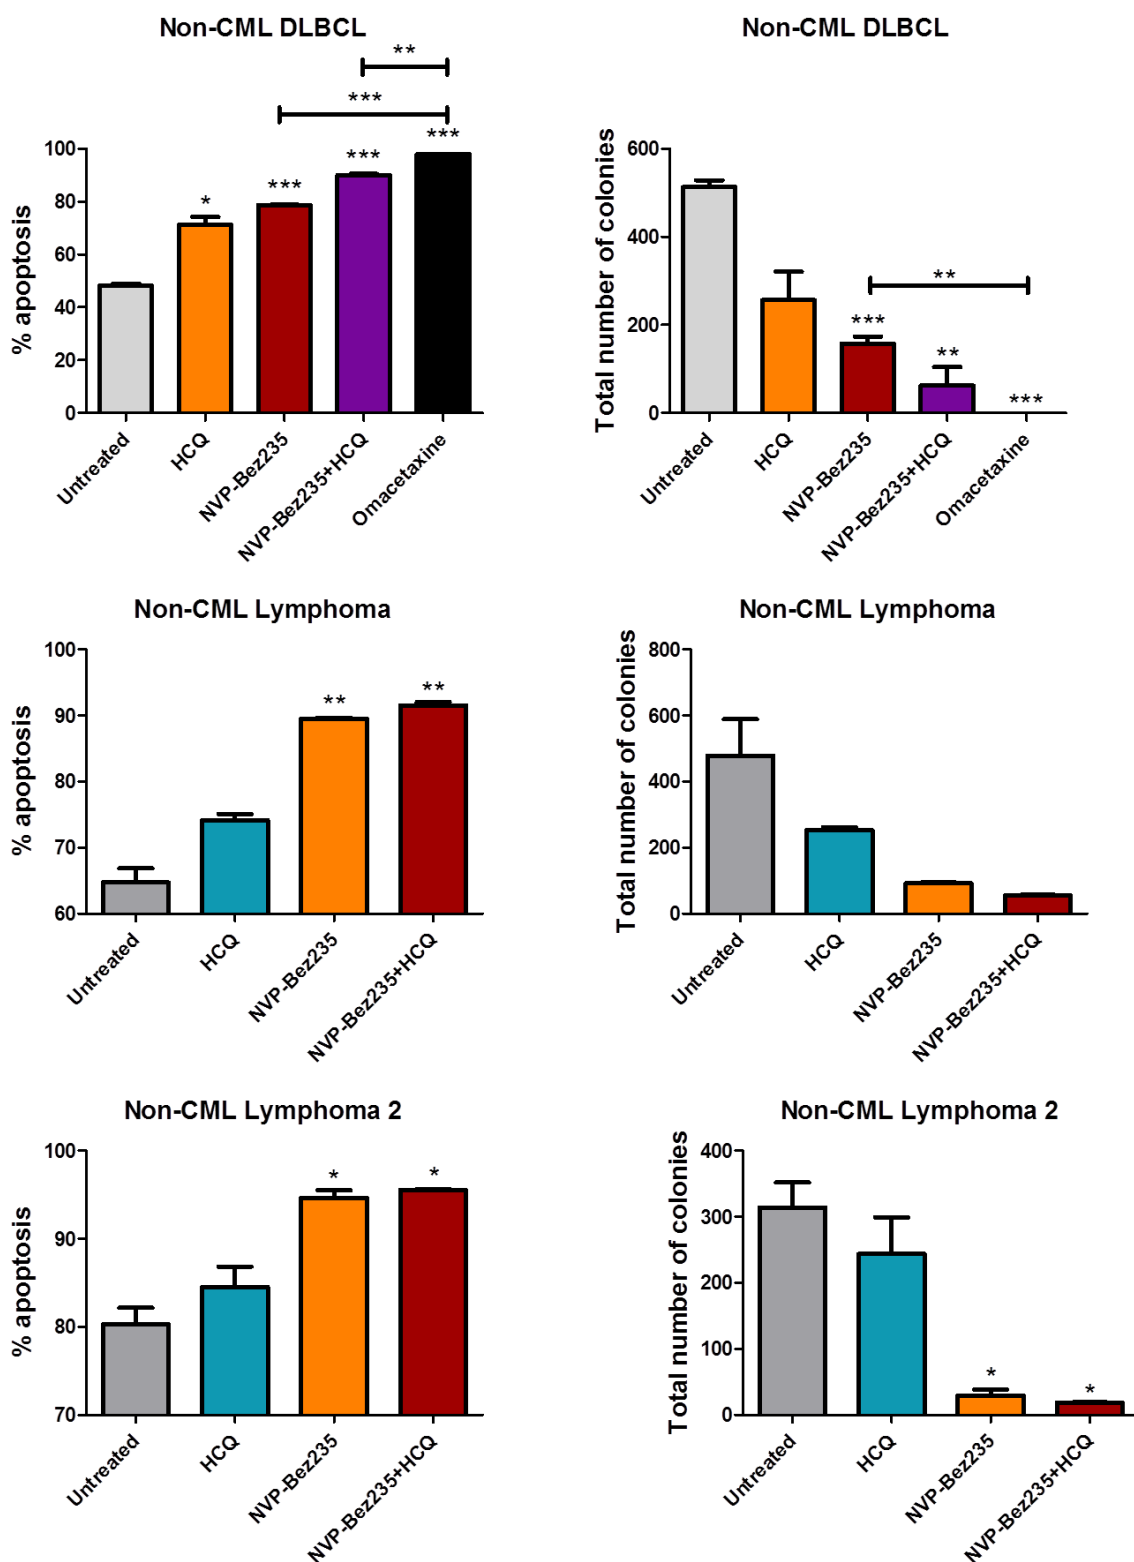 Non-CML DLBCL
**
***
* *** *** ***
% apoptosis
100
80
60
40
20
0
Untreated
HCQ
NVP-Bez235
NVP-Bez235+HCQ
Omacetaxine
Non-CML DLBCL
**
*** ** ***
Total number of colonies
600
400
200
0
Untreated
HCQ
NVP-Bez235
NVP-Bez235+HCQ
Omacetaxine
Non-CML Lymphoma
** **
% apoptosis
100
90
80
70
60
Untreated
HCQ
NVP-Bez235
NVP-Bez235+HCQ
Non-CML Lymphoma
Total number of colonies
800
600
400
200
0
Untreated
HCQ
NVP-Bez235
NVP-Bez235+HCQ
Non-CML Lymphoma 2
* *
% apoptosis
100
90
80
70
Untreated
HCQ
NVP-Bez235
NVP-Bez235+HCQ
Non-CML Lymphoma 2
* *
Total number of colonies
400
300
200
100
0
Untreated
HCQ
NVP-Bez235
NVP-Bez235+HCQ